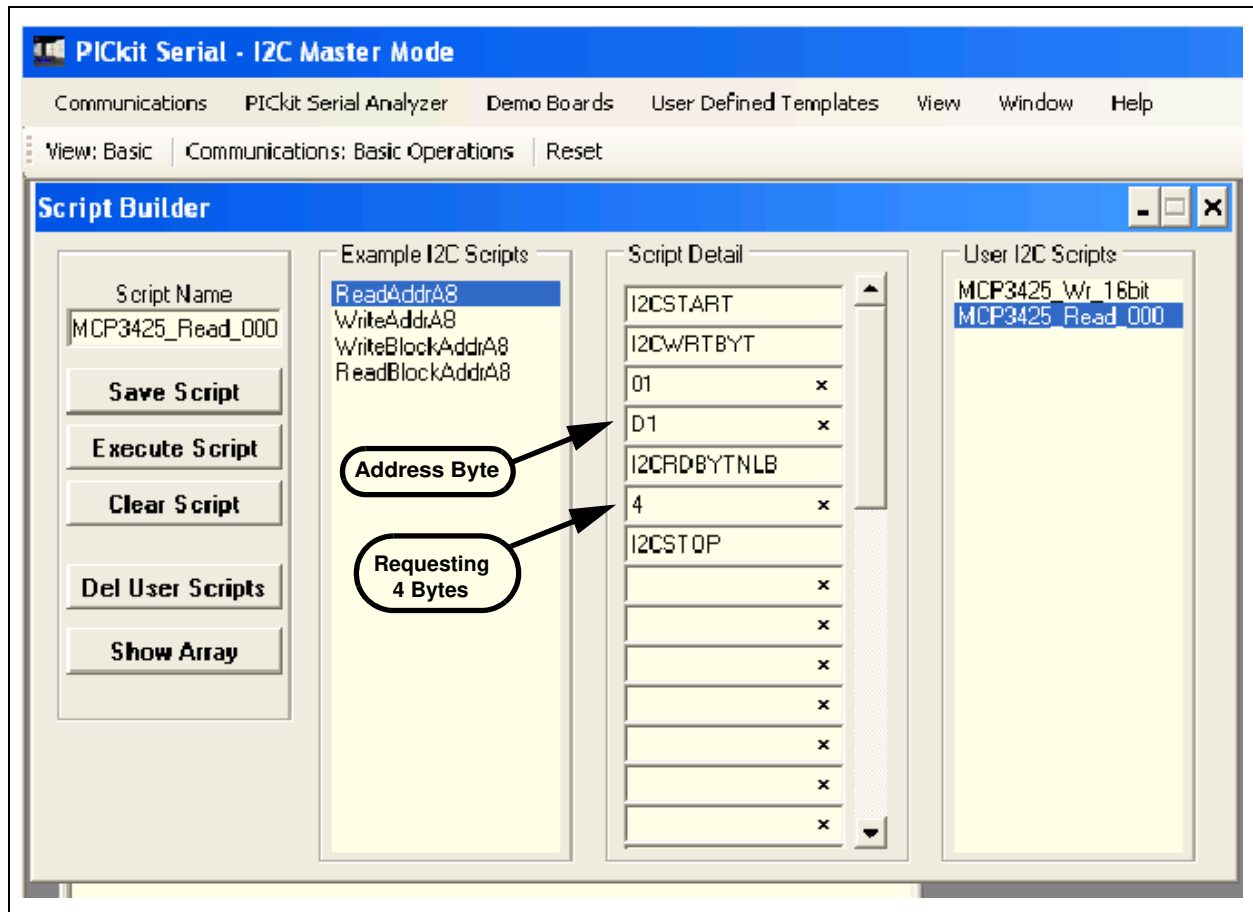 PICkit Serial - I2C Master Mode
Communications PICkit Serial Analyzer Demo Boards User Defined Templates View Window Help
View: Basic Communications: Basic Operations Reset
Script Builder
Script Name
MCP3425_Read_000
Save Script
Execute Script
Clear Script
Del User Scripts
Show Array
Example I2C Scripts
ReadAddrA8
WriteAddrA8
WriteBlockAddrA8
ReadBlockAddrA8
Address Byte
Requesting
4 Bytes
Script Detail
I2CSTART
I2CWRTBYT
01 x
D1 x
I2CRDBYTNLB
4 x
I2CSTOP
x
x
x
x
x
x
x
User I2C Scripts
MCP3425_Wr_16bit
MCP3425_Read_000